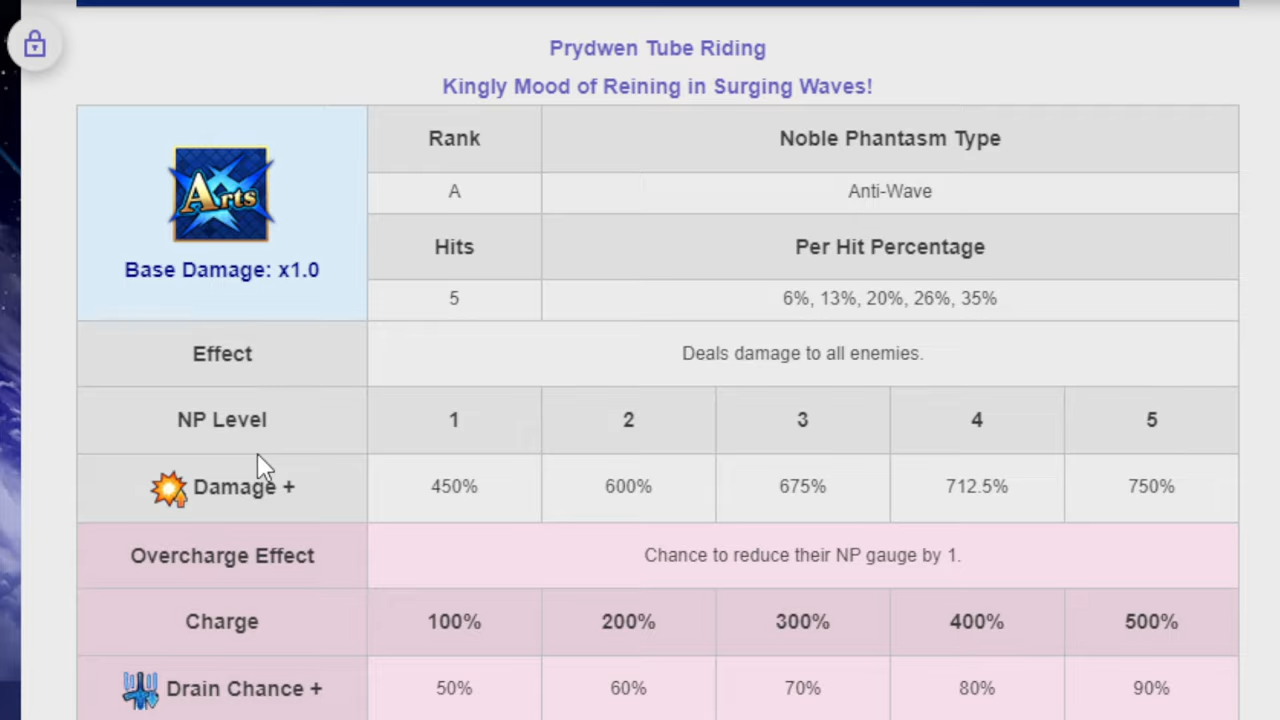 Prydwen Tube Riding
Kingly Mood of Reining in Surging Waves!
Arts
Base Damage: x1.0
Rank
Noble Phantasm Type
A
Anti-Wave
Hits
Per Hit Percentage
5
6%, 13%, 20%, 26%, 35%
Effect
Deals damage to all enemies.
NP Level
1
2
3
4
5
Damage +
450%
600%
675%
712.5%
750%
Overcharge Effect
Chance to reduce their NP gauge by 1.
Charge
100%
200%
300%
400%
500%
Drain Chance +
50%
60%
70%
80%
90%